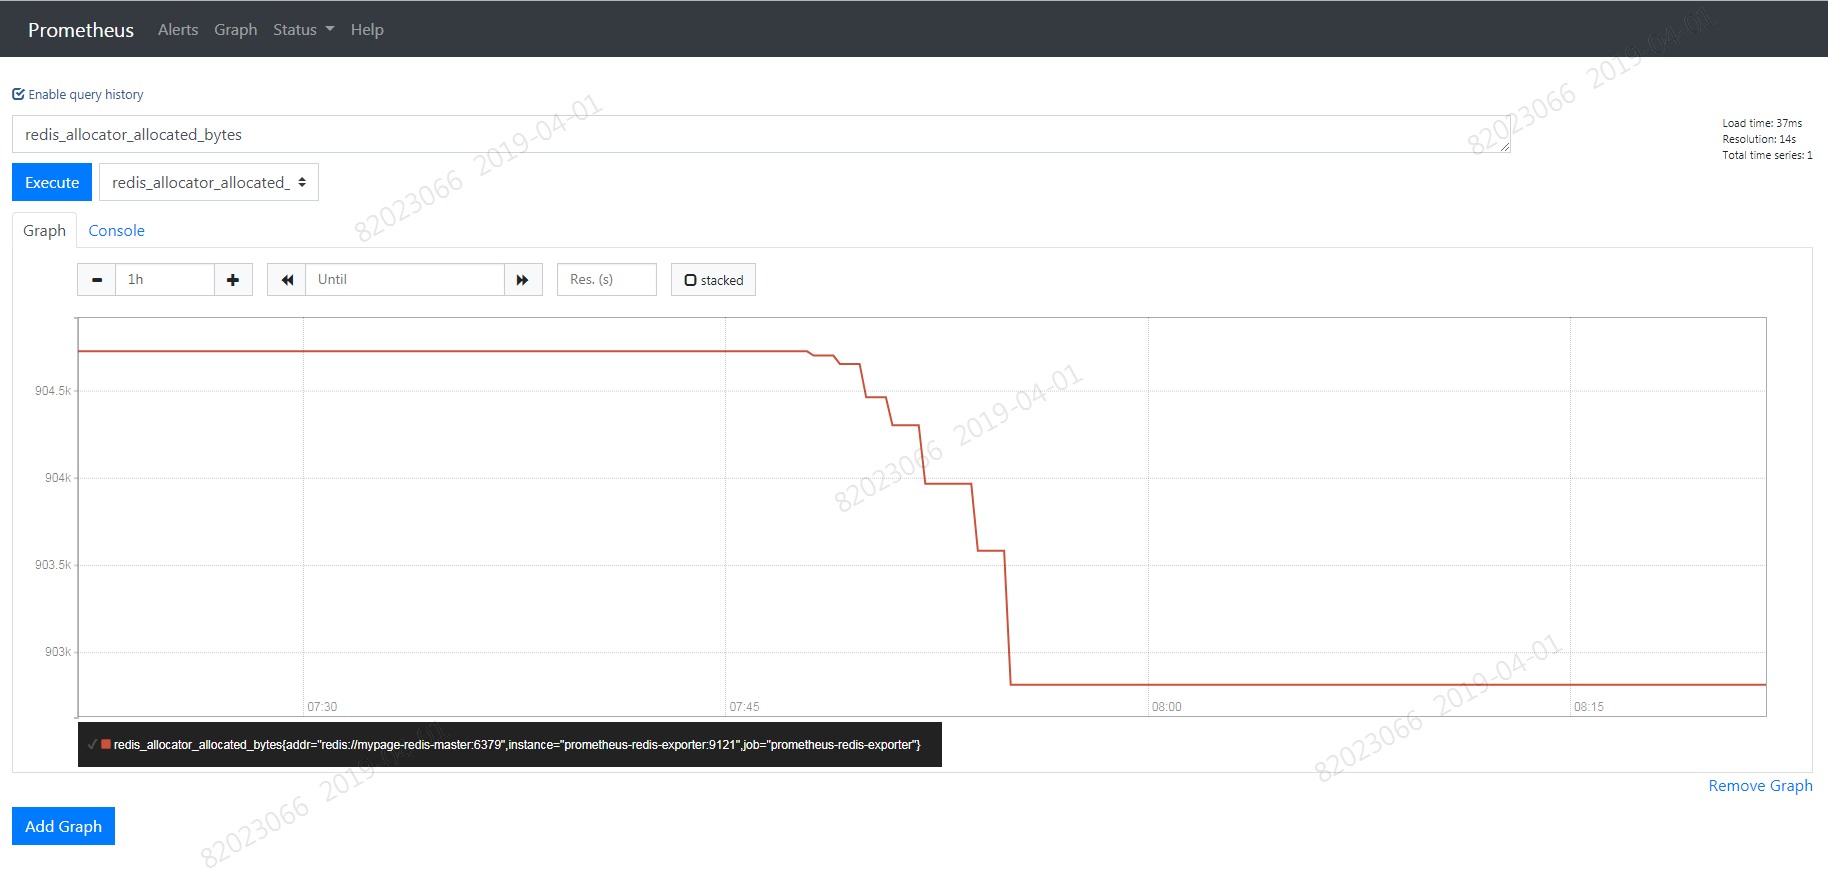 Prometheus Alerts Graph Status Help
Enable query history
redis_allocator_allocated_bytes
Load time: 37ms
Resolution: 14s
Total time series: 1
Execute redis_allocator_allocated_
Graph Console
1h Until Res. (s) stacked
904.5k
904k
903.5k
903k
07:30 07:45 08:00 08:15
redis_allocator_allocated_bytes{addr="redis://mypage-redis-master:6379",instance="prometheus-redis-exporter:9121",job="prometheus-redis-exporter"}
Remove Graph
Add Graph
82023066 2019-04-01
82023066 2019-04-01
82023066 2019-04-01
82023066 2019-04-01
82023066 2019-04-01